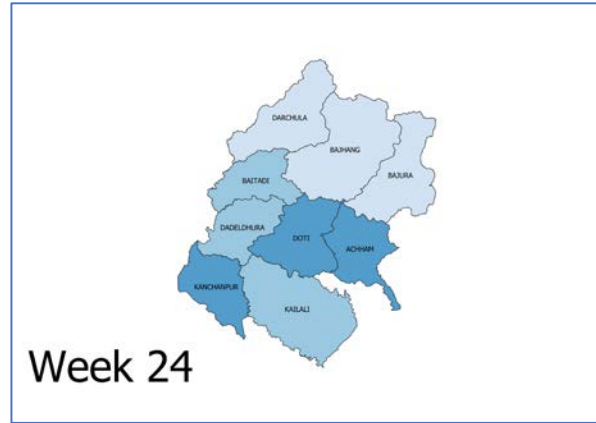 DARCHULA
BAJHANG
BAJURA
BAITADI
DADELDHURA
DOTI
ACHHAM
KANCHANPUR
KAILALI
Week 24